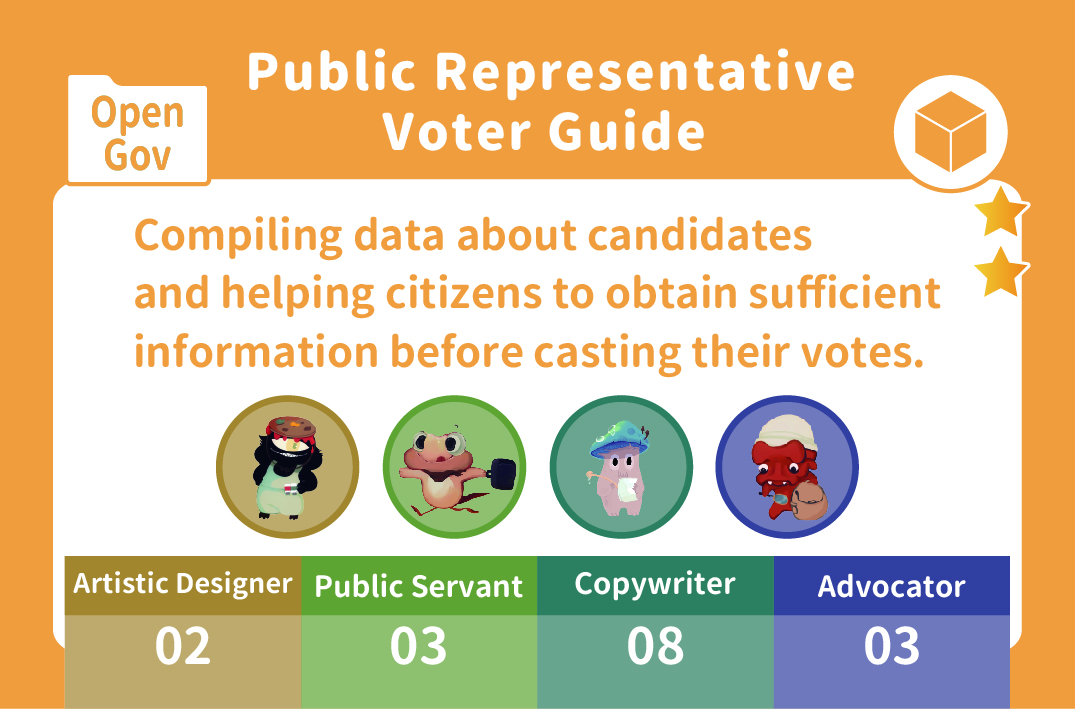 Public Representative
Voter Guide
Open
Gov
Compiling data about candidates
and helping citizens to obtain sufficient
information before casting their votes.
Artistic Designer
Public Servant
Copywriter
Advocator
02
03
08
03